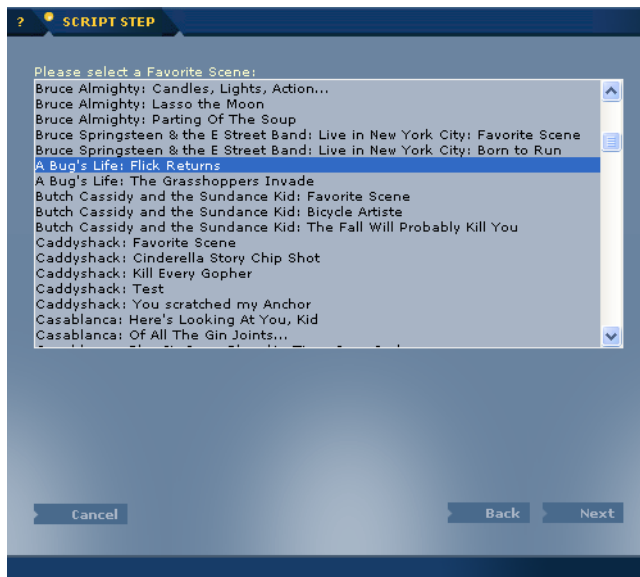 ? SCRIPT STEP
Please select a Favorite Scene:
Bruce Almighty: Candles, Lights, Action...
Bruce Almighty: Lasso the Moon
Bruce Almighty: Parting Of The Soup
Bruce Springsteen & the E Street Band: Live in New York City: Favorite Scene
Bruce Springsteen & the E Street Band: Live in New York City: Born to Run
A Bug's Life: Flick Returns
A Bug's Life: The Grasshoppers Invade
Butch Cassidy and the Sundance Kid: Favorite Scene
Butch Cassidy and the Sundance Kid: Bicycle Artiste
Butch Cassidy and the Sundance Kid: The Fall Will Probably Kill You
Caddyshack: Favorite Scene
Caddyshack: Cinderella Story Chip Shot
Caddyshack: Kill Every Gopher
Caddyshack: Test
Caddyshack: You scratched my Anchor
Casablanca: Here's Looking At You, Kid
Casablanca: Of All The Gin Joints...
Cancel Back Next